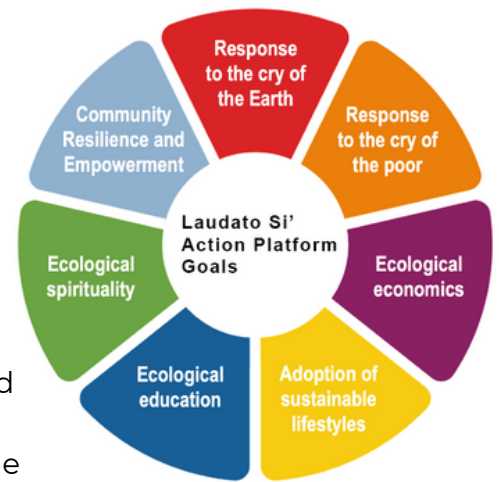 Response
to the cry of
the Earth
Response
to the cry of
the poor
Ecological
economics
Adoption of
sustainable
lifestyles
Ecological
education
Ecological
spirituality
Community
Resilience and
Empowerment
Laudato Si’
Action Platform
Goals